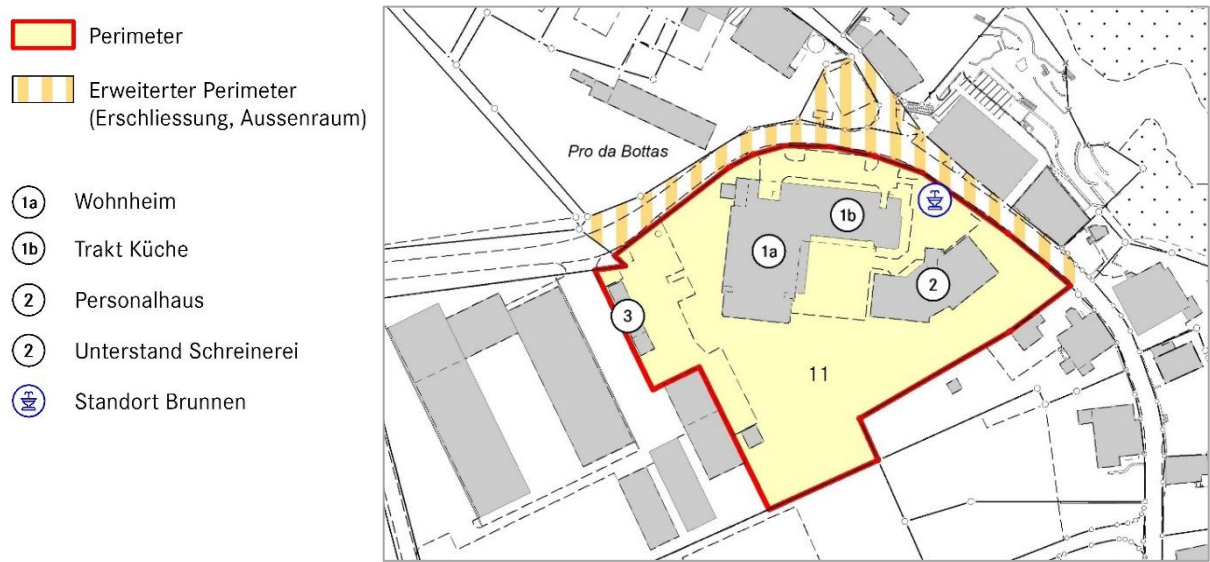 Perimeter
Erweiterter Perimeter
(Erschliessung, Aussenraum)
1a Wohnheim
1b Trakt Küche
2 Personalhaus
2 Unterstand Schreinerei
Standort Brunnen
Pro da Bottas
1b
1a
2
3
11